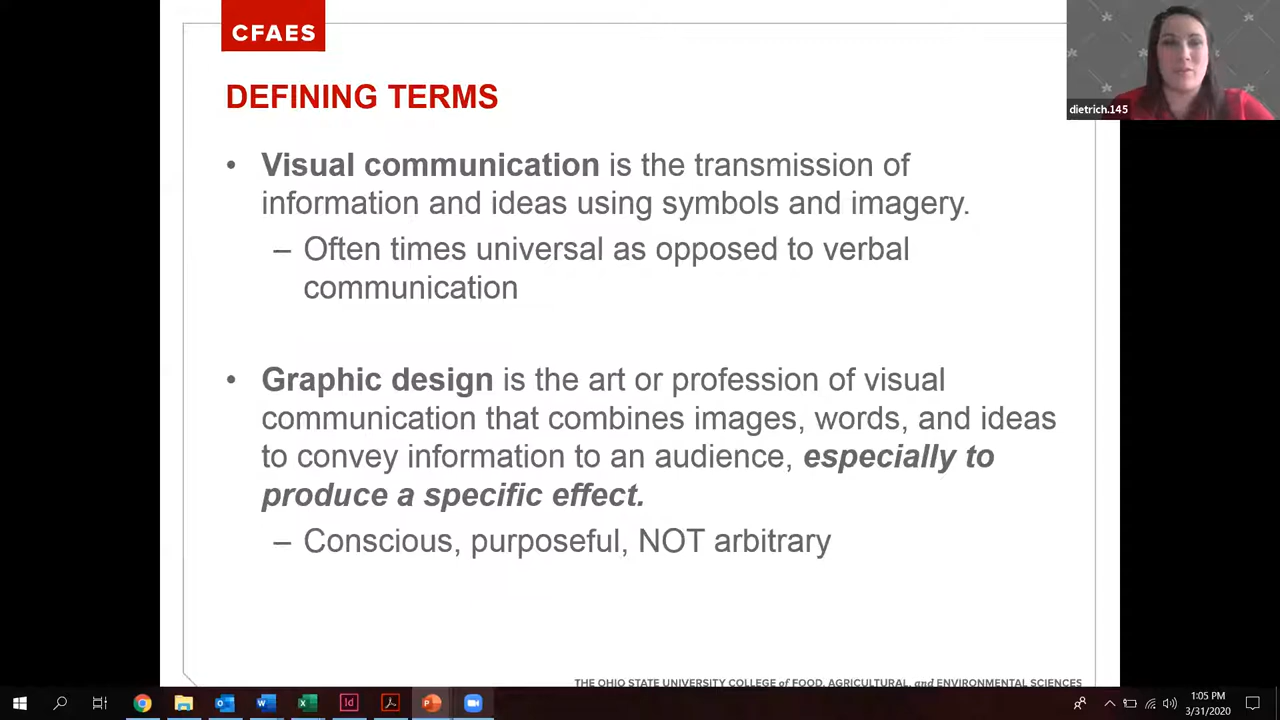 CFAES
DEFINING TERMS
dietrich.145
• Visual communication is the transmission of
information and ideas using symbols and imagery.
– Often times universal as opposed to verbal
communication
• Graphic design is the art or profession of visual
communication that combines images, words, and ideas
to convey information to an audience, especially to
produce a specific effect.
– Conscious, purposeful, NOT arbitrary
THE OHIO STATE UNIVERSITY COLLEGE of FOOD, AGRICULTURAL, and ENVIRONMENTAL SCIENCES
1:05 PM
3/31/2020